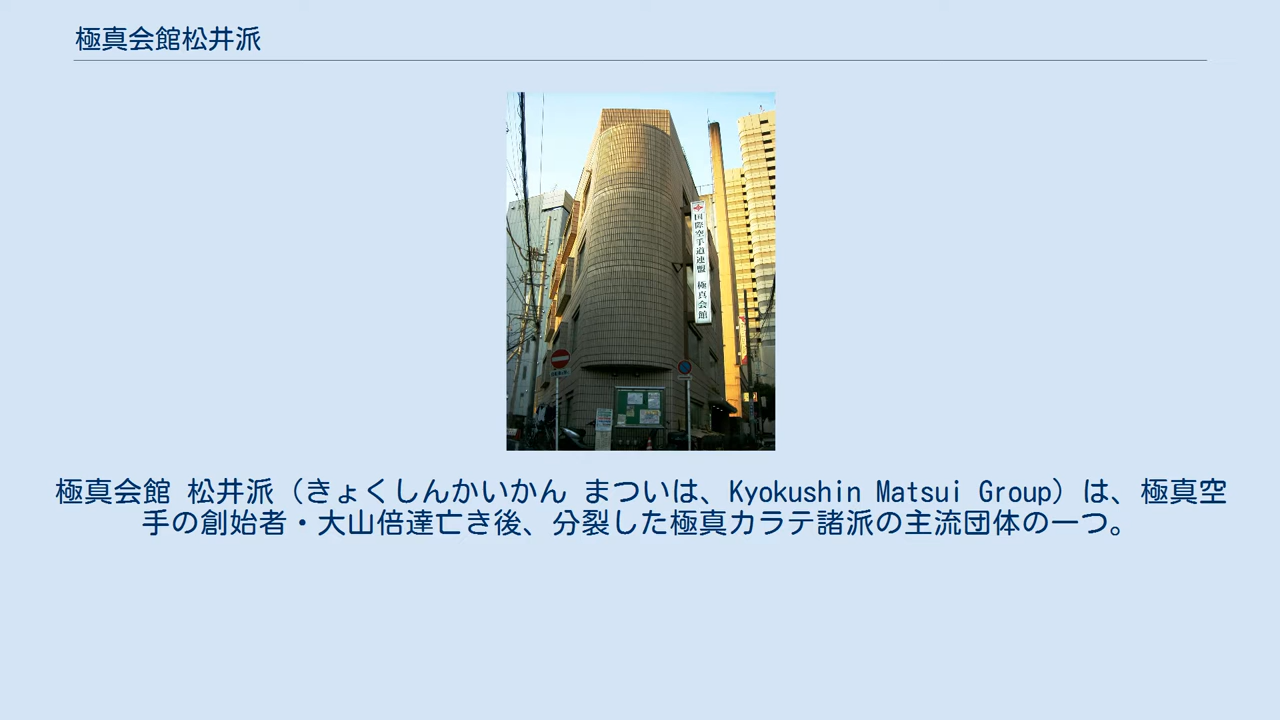 極真会館松井派
国際空手道連盟 極真会館
極真会館 松井派（きょくしんかいかん まついは、Kyokushin Matsui Group）は、極真空
手の創始者・大山倍達亡き後、分裂した極真カラテ諸派の主流団体の一つ。